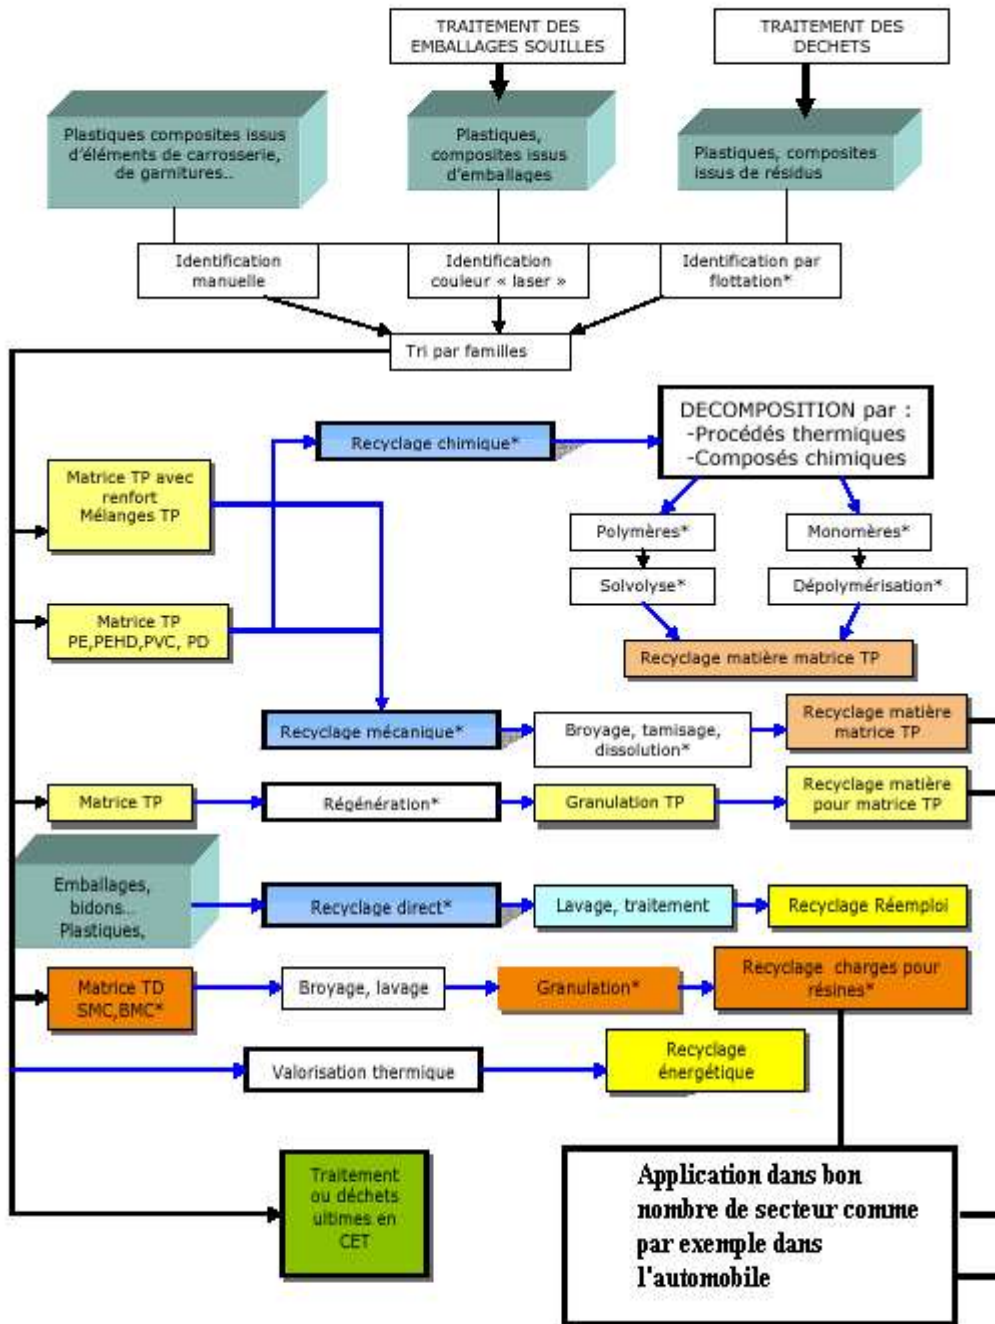 TRAITEMENT DES
EMBALLAGES SOUILLES
TRAITEMENT DES
DECHETS
Plastiques composites issus
d'éléments de carrosserie,
de garnitures..
Plastiques,
composites issus
d'emballages
Plastiques, composites
issus de résidus
Identification
manuelle
Identification
couleur « laser »
Identification par
flottation*
Tri par familles
DECOMPOSITION par :
-Procédés thermiques
-Composés chimiques
Recyclage chimique*
Matrice TP avec
renfort
Mélanges TP
Polymères*
Monomères*
Solvolyse*
Dépolymérisation*
Matrice TP
PE,PEHD,PVC, PD
Recyclage matière matrice TP
Recyclage mécanique*
Broyage, tamisage,
dissolution*
Recyclage matière
matrice TP
Matrice TP
Régénération*
Granulation TP
Recyclage matière
pour matrice TP
Emballages,
bidons...
Plastiques,
Recyclage direct*
Lavage, traitement
Recyclage Réemploi
Matrice TD
SMC,BMC*
Broyage, lavage
Granulation*
Recyclage charges pour
résines*
Valorisation thermique
Recyclage
énergétique
Traitement
ou déchets
ultimes en
CET
Application dans bon
nombre de secteur comme
par exemple dans
l'automobile